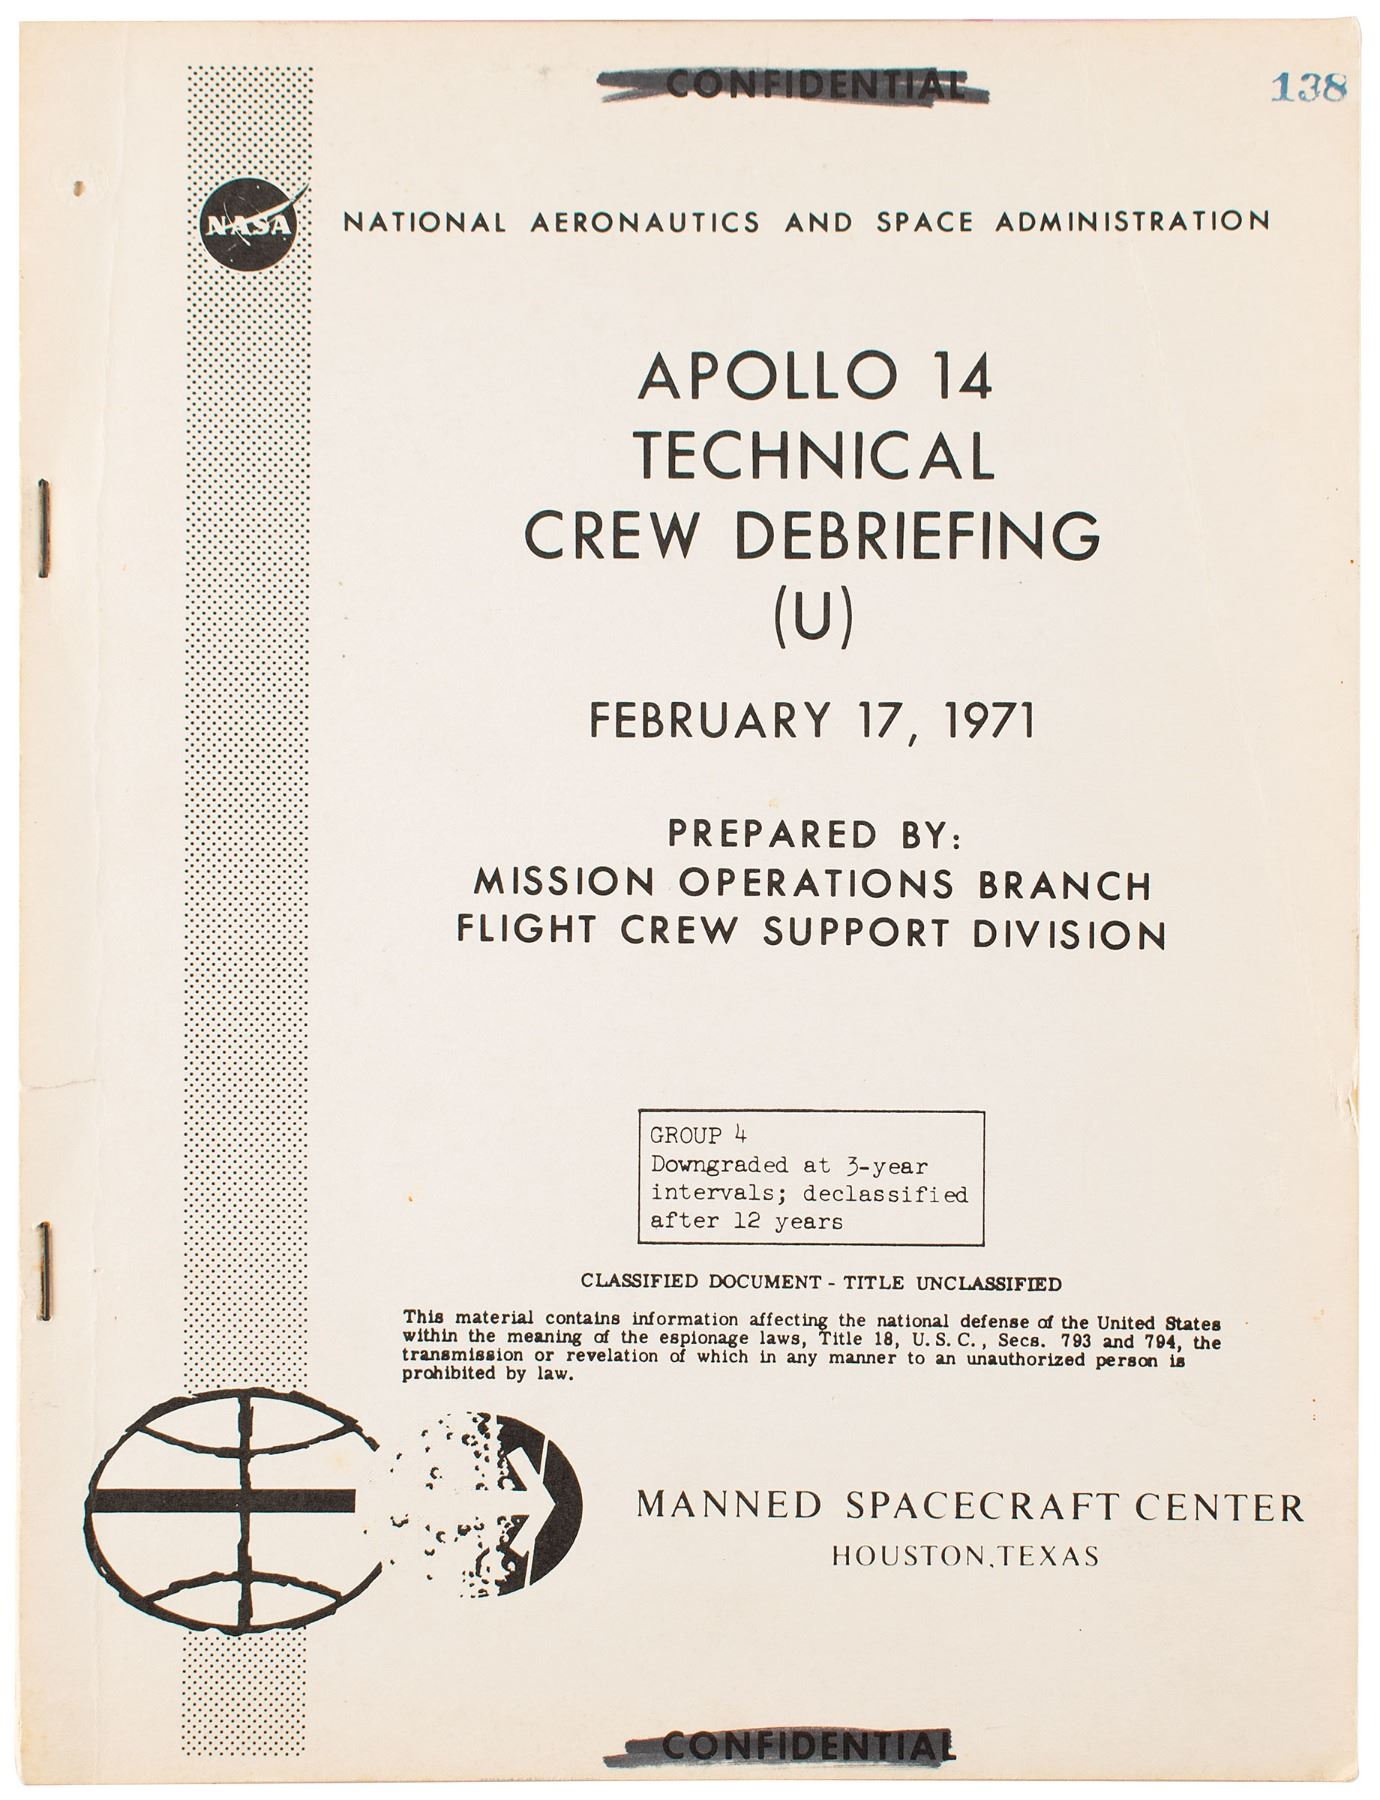 CONFIDENTIAL
138
NASA
NATIONAL AERONAUTICS AND SPACE ADMINISTRATION
APOLLO 14
TECHNICAL
CREW DEBRIEFING
(U)
FEBRUARY 17, 1971
PREPARED BY:
MISSION OPERATIONS BRANCH
FLIGHT CREW SUPPORT DIVISION
GROUP 4
Downgraded at 3-year
intervals; declassified
after 12 years
CLASSIFIED DOCUMENT - TITLE UNCLASSIFIED
This material contains information affecting the national defense of the United States
within the meaning of the espionage laws, Title 18, U. S. C., Secs. 793 and 794, the
transmission or revelation of which in any manner to an unauthorized person is
prohibited by law.
MANNED SPACECRAFT CENTER
HOUSTON, TEXAS
CONFIDENTIAL